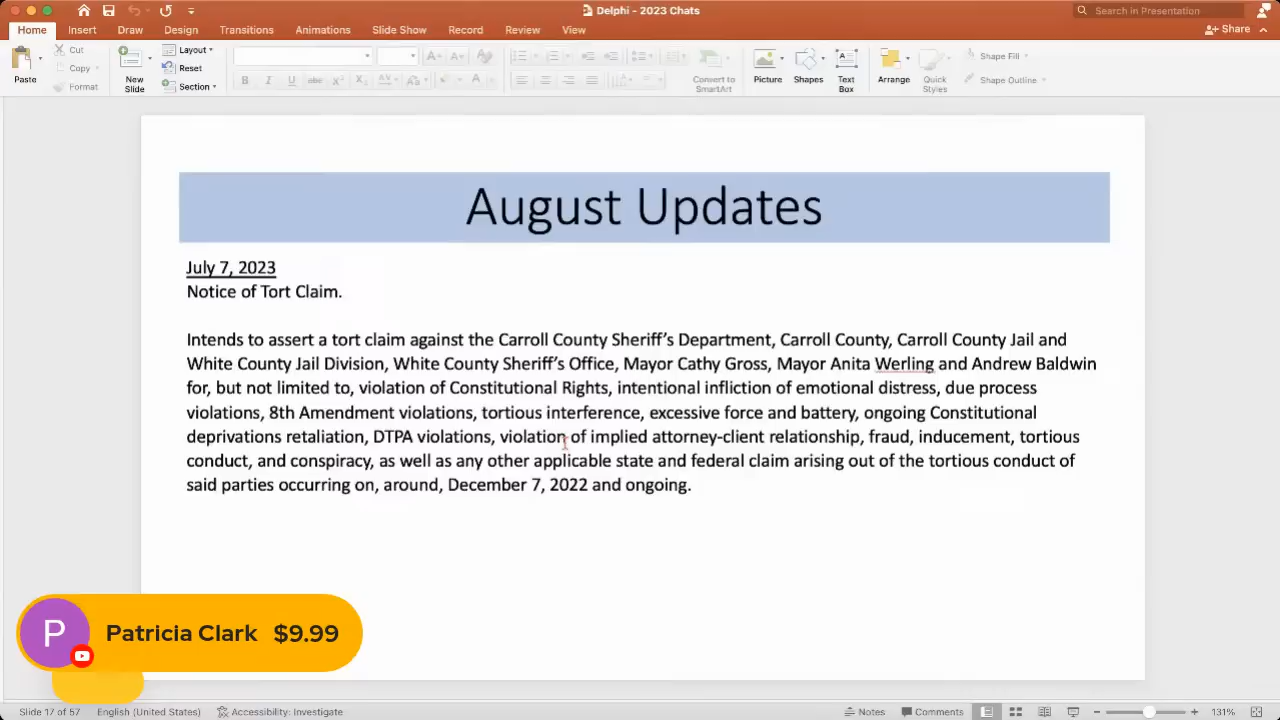 Delphi - 2023 Chats
Search in Presentation
Home Insert Draw Design Transitions Animations Slide Show Record Review View
Share
Paste
Cut
Copy
Format
New Slide
Layout
Reset
Section
Convert to SmartArt
Picture
Shapes
Text Box
Arrange
Quick Styles
Shape Fill
Shape Outline
August Updates
July 7, 2023
Notice of Tort Claim.
Intends to assert a tort claim against the Carroll County Sheriff’s Department, Carroll County, Carroll County Jail and
White County Jail Division, White County Sheriff’s Office, Mayor Cathy Gross, Mayor Anita Werling and Andrew Baldwin
for, but not limited to, violation of Constitutional Rights, intentional infliction of emotional distress, due process
violations, 8th Amendment violations, tortious interference, excessive force and battery, ongoing Constitutional
deprivations retaliation, DTPA violations, violation of implied attorney-client relationship, fraud, inducement, tortious
conduct, and conspiracy, as well as any other applicable state and federal claim arising out of the tortious conduct of
said parties occurring on, around, December 7, 2022 and ongoing.
P
Patricia Clark $9.99
Slide 17 of 57 English (United States) Accessibility: Investigate
Notes Comments 131%